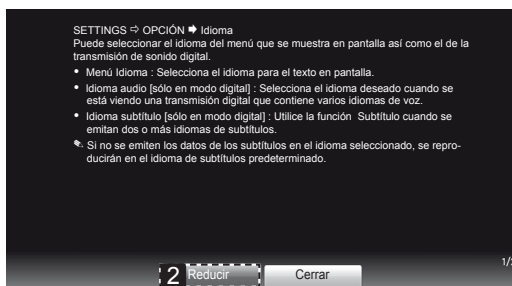 SETTINGS ⇨ OPCIÓN ➡ Idioma
Puede seleccionar el idioma del menú que se muestra en pantalla así como el de la
transmisión de sonido digital.
• Menú Idioma : Selecciona el idioma para el texto en pantalla.
• Idioma audio [sólo en modo digital] : Selecciona el idioma deseado cuando se
está viendo una transmisión digital que contiene varios idiomas de voz.
• Idioma subtítulo [sólo en modo digital] : Utilice la función Subtítulo cuando se
emitan dos o más idiomas de subtítulos.
✎ Si no se emiten los datos de los subtítulos en el idioma seleccionado, se repro-
ducirán en el idioma de subtítulos predeterminado.
1/
2 Reducir Cerrar